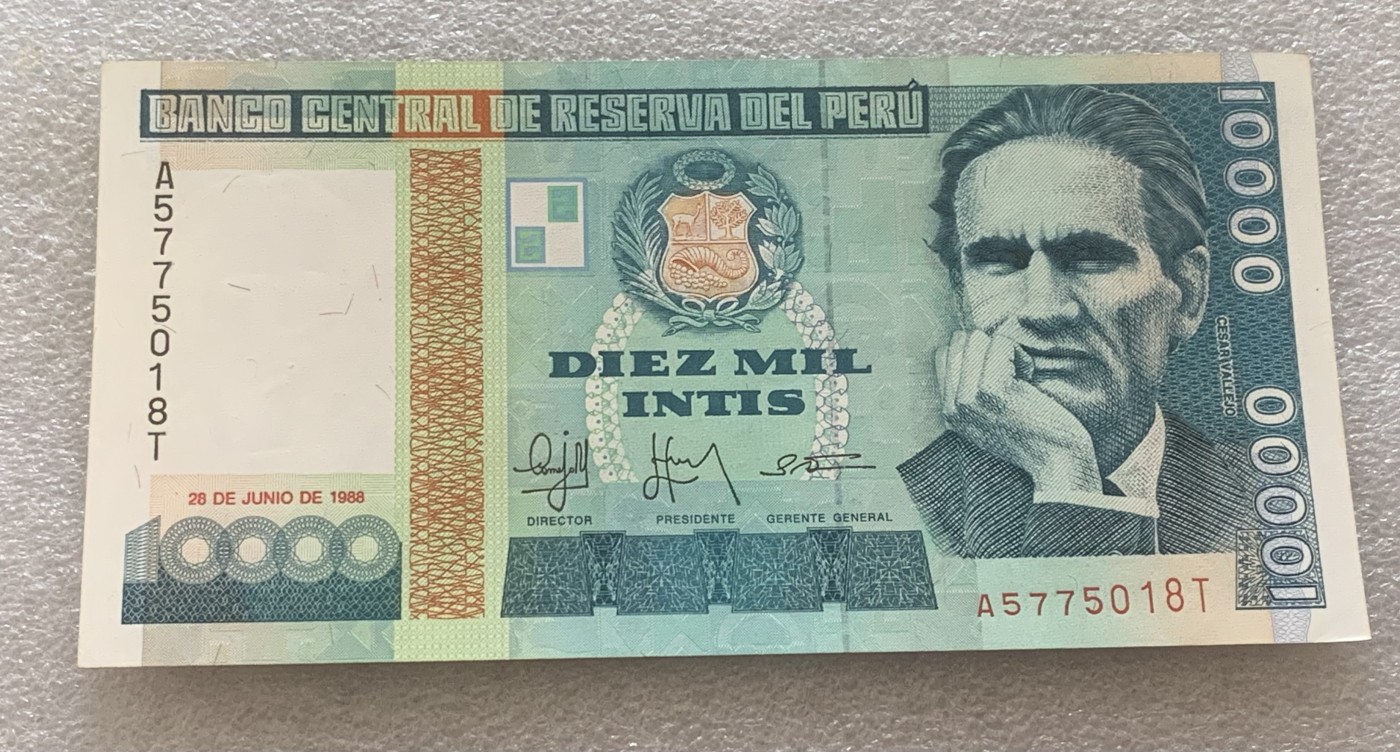 BANCO CENTRAL DE RESERVA DEL PERÚ
A5775018T
28 DE JUNIO DE 1988
10000
DIEZ MIL
INTIS
DIRECTOR PRESIDENTE GERENTE GENERAL
10000
CESAR VALLEJO
10000
A5775018T